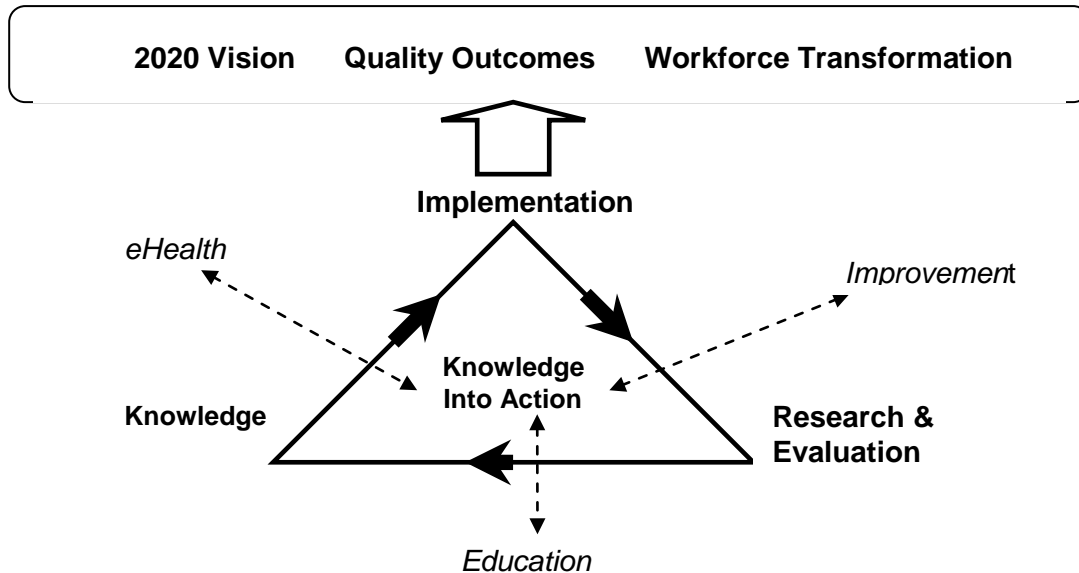 2020 Vision Quality Outcomes Workforce Transformation
Implementation
eHealth
Improvement
Knowledge
Into Action
Knowledge
Research &
Evaluation
Education